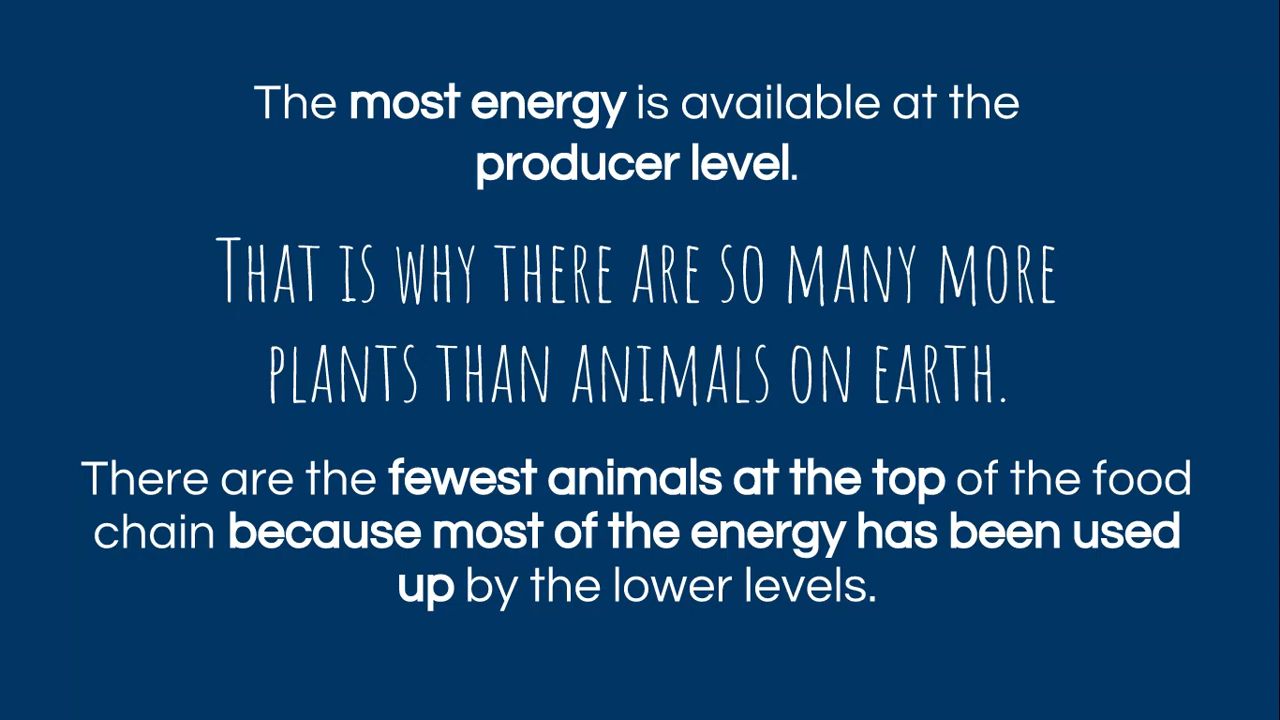 The most energy is available at the
producer level.
That is why there are so many more
plants than animals on earth.
There are the fewest animals at the top of the food
chain because most of the energy has been used
up by the lower levels.